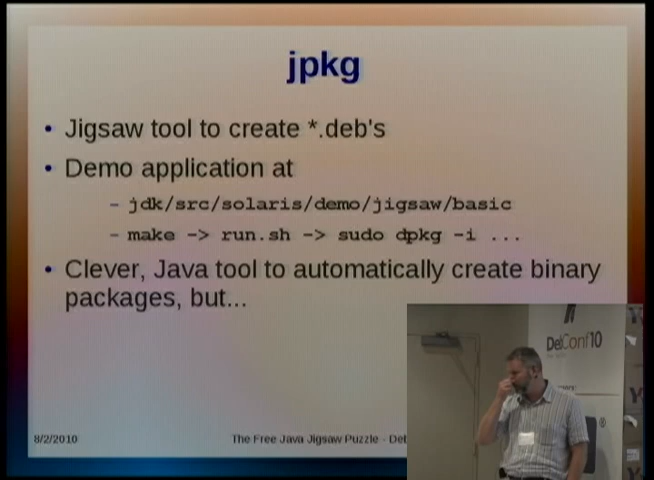 jpkg
• Jigsaw tool to create *.deb's
• Demo application at
– jdk/src/solaris/demo/jigsaw/basic
– make -> run.sh -> sudo dpkg -i ...
• Clever, Java tool to automatically create binary
packages, but...
DebConf10
8/2/2010
The Free Java Jigsaw Puzzle - Deb